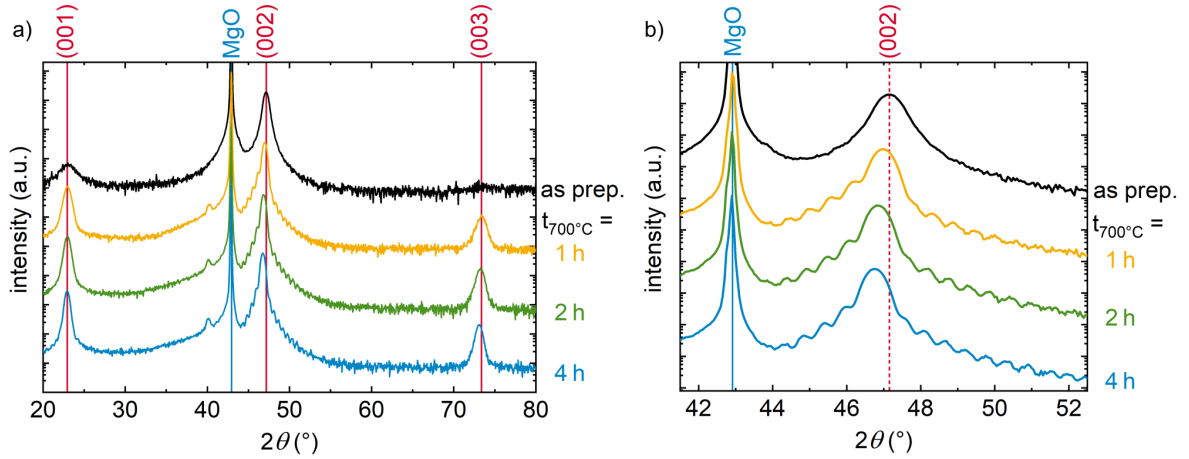 a)
(001)
MgO
(002)
(003)
intensity (a.u.)
as prep.
t700°C =
1 h
2 h
4 h
20 30 40 50 60 70 80
2θ (°)
b)
MgO
(002)
intensity (a.u.)
as prep.
t700°C =
1 h
2 h
4 h
42 44 46 48 50 52
2θ (°)